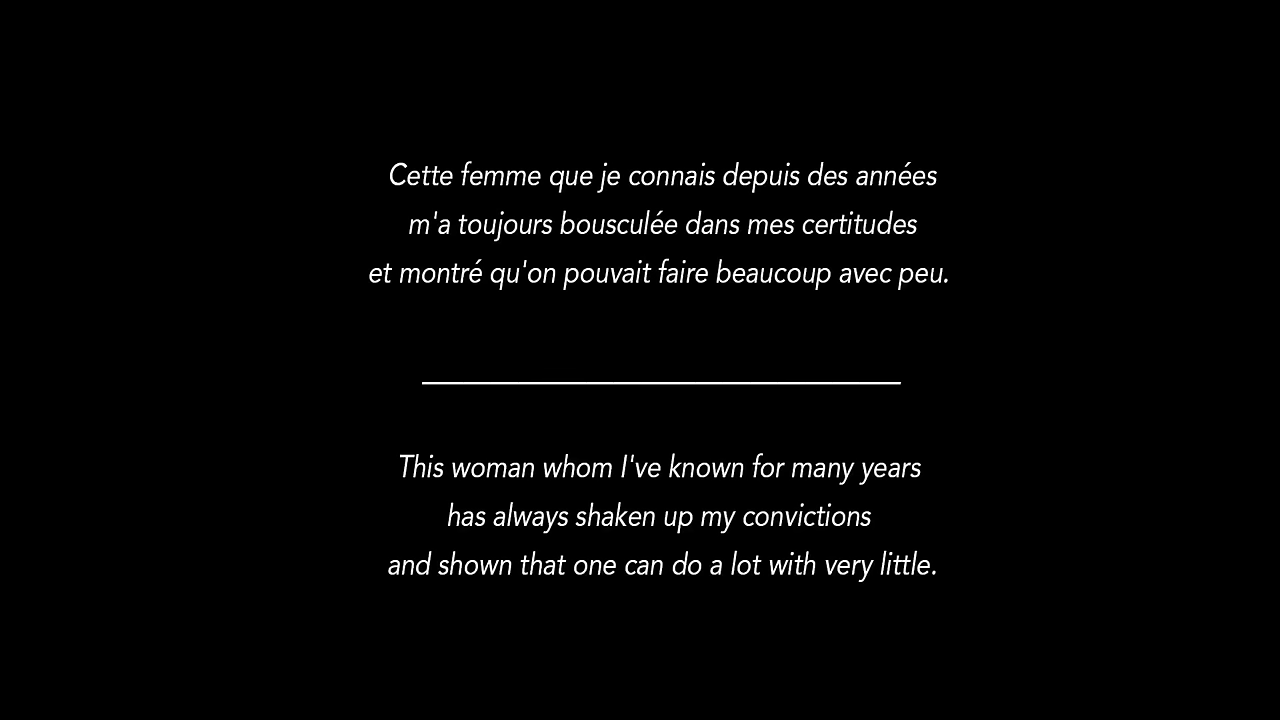 Cette femme que je connais depuis des années
m'a toujours bousculée dans mes certitudes
et montré qu'on pouvait faire beaucoup avec peu.
This woman whom I've known for many years
has always shaken up my convictions
and shown that one can do a lot with very little.